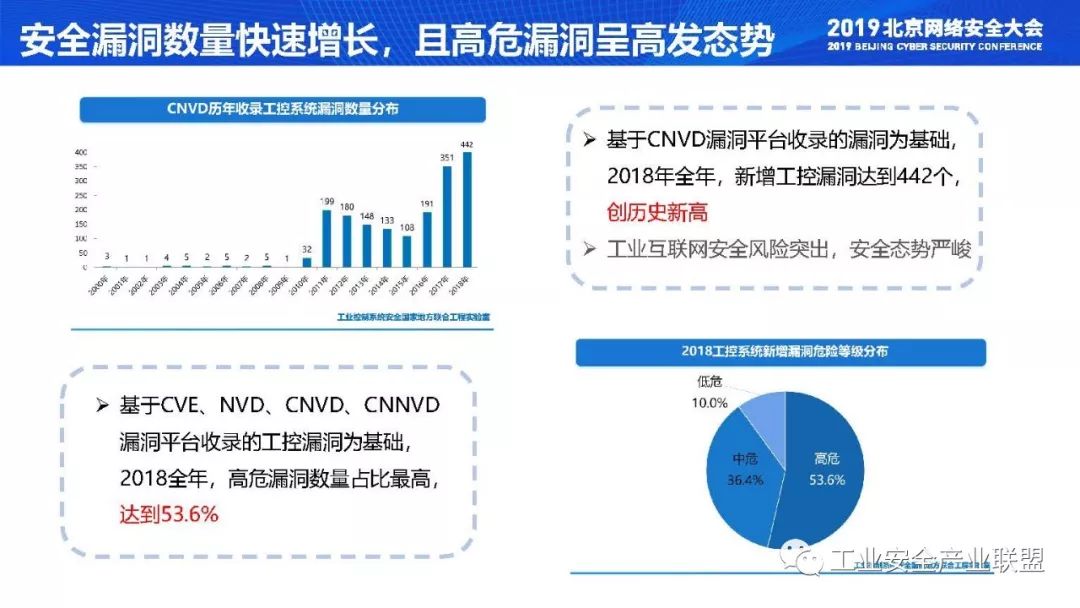 安全漏洞数量快速增长，且高危漏洞呈高发态势
2019北京网络安全大会
2019 BEIJING CYBER SECURITY CONFERENCE
CNVD历年收录工控系统漏洞数量分布
400
350
300
250
200
150
100
50
0
3 1 1 4 5 2 5 2 5 1 32 199 180 148 133 108 191 351 442
2000年 2001年 2002年 2003年 2004年 2005年 2006年 2007年 2008年 2009年 2010年 2011年 2012年 2013年 2014年 2015年 2016年 2017年 2018年
工业控制系统安全国家地方联合工程实验室
➢ 基于CNVD漏洞平台收录的漏洞为基础，
2018年全年，新增工控漏洞达到442个，
创历史新高
➢ 工业互联网安全风险突出，安全态势严峻
➢ 基于CVE、NVD、CNVD、CNNVD
漏洞平台收录的工控漏洞为基础，
2018全年，高危漏洞数量占比最高，
达到53.6%
2018工控系统新增漏洞危险等级分布
低危
10.0%
中危
36.4%
高危
53.6%
工业安全产业联盟